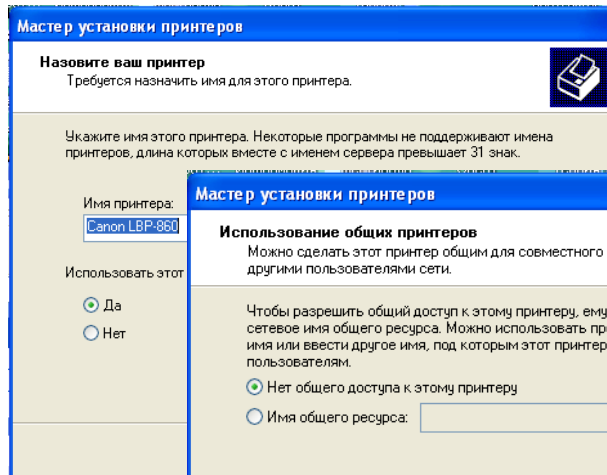 Мастер установки принтеров
Назовите ваш принтер
Требуется назначить имя для этого принтера.
Укажите имя этого принтера. Некоторые программы не поддерживают имена
принтеров, длина которых вместе с именем сервера превышает 31 знак.
Имя принтера:
Canon LBP-860
Использовать этот
Да
Нет
Мастер установки принтеров
Использование общих принтеров
Можно сделать этот принтер общим для совместного
другими пользователями сети.
Чтобы разрешить общий доступ к этому принтеру, ему
сетевое имя общего ресурса. Можно использовать пр
имя или ввести другое имя, под которым этот принтер
пользователям.
Нет общего доступа к этому принтеру
Имя общего ресурса: